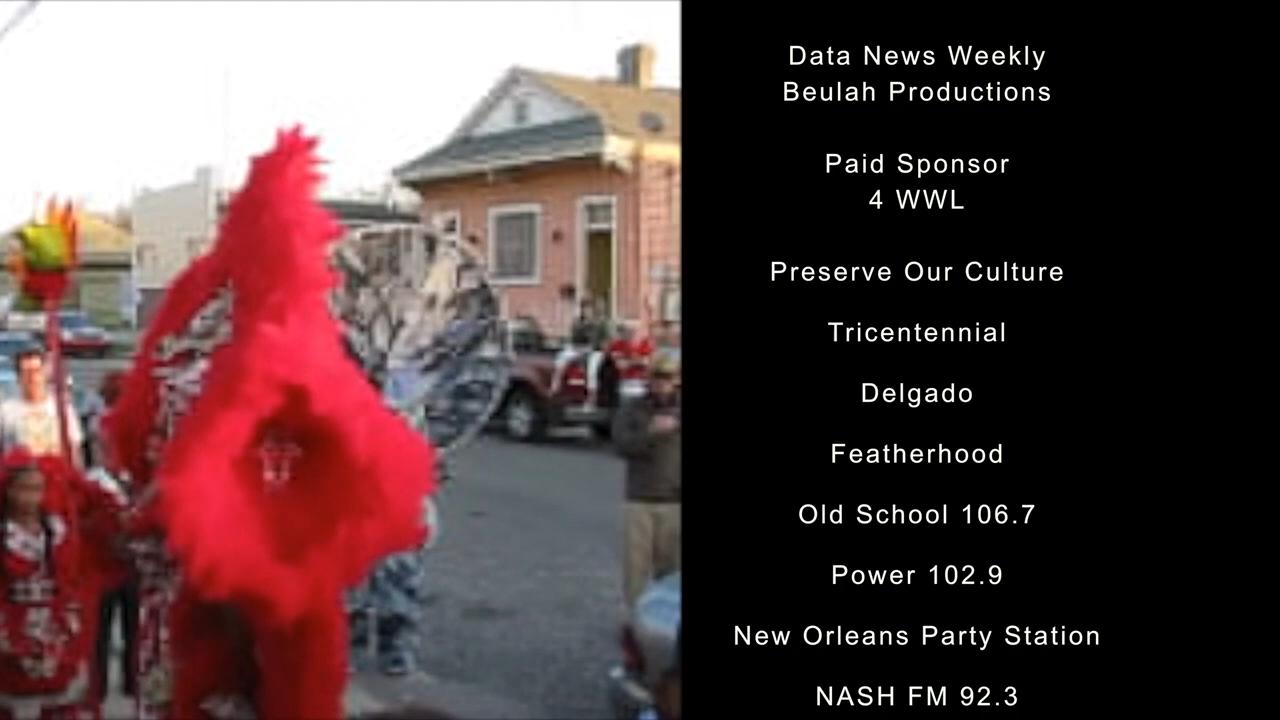 Data News Weekly
Beulah Productions
Paid Sponsor
4 WWL
Preserve Our Culture
Tricentennial
Delgado
Featherhood
Old School 106.7
Power 102.9
New Orleans Party Station
NASH FM 92.3